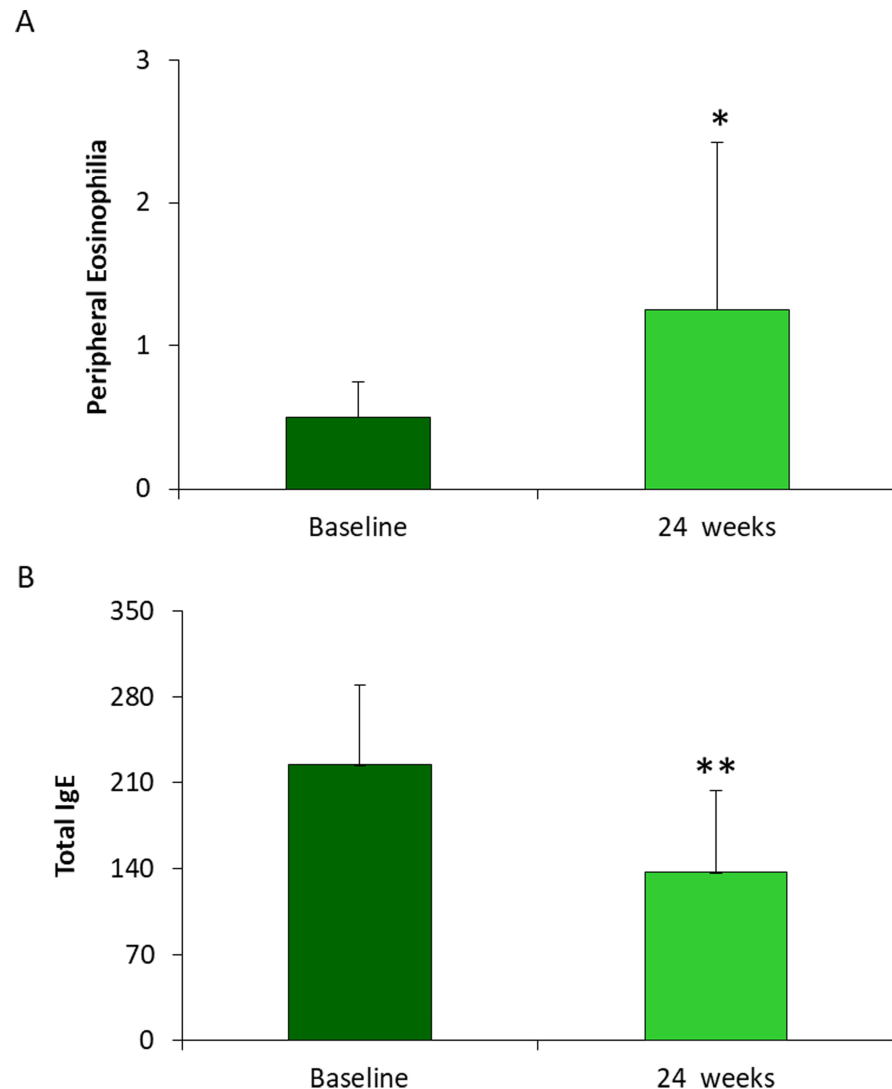 A
3
*
Peripheral Eosinophilia
2
1
0
Baseline
24 weeks
B
350
280
**
Total IgE
210
140
70
0
Baseline
24 weeks